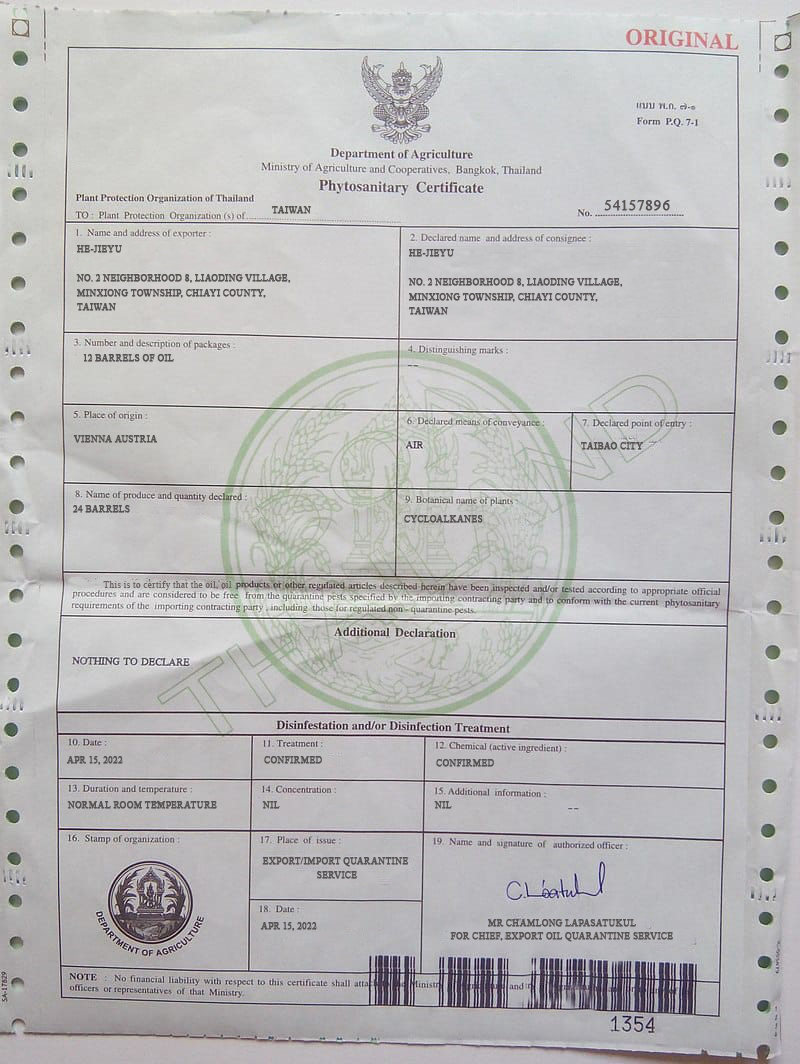 ORIGINAL
แบบ พ.ก. ๗-๑
Form P.Q. 7-1
Department of Agriculture
Ministry of Agriculture and Cooperatives, Bangkok, Thailand
Phytosanitary Certificate
Plant Protection Organization of Thailand
TO : Plant Protection Organization (s) of TAIWAN
No. 54157896
1. Name and address of exporter :
HE-JIEYU
NO. 2 NEIGHBORHOOD 8, LIAODING VILLAGE,
MINXIONG TOWNSHIP, CHIAYI COUNTY,
TAIWAN
2. Declared name and address of consignee :
HE-JIEYU
NO. 2 NEIGHBORHOOD 8, LIAODING VILLAGE,
MINXIONG TOWNSHIP, CHIAYI COUNTY,
TAIWAN
3. Number and description of packages :
12 BARRELS OF OIL
4. Distinguishing marks :
--
5. Place of origin :
VIENNA AUSTRIA
6. Declared means of conveyance :
AIR
7. Declared point of entry :
TAIBAO CITY
8. Name of produce and quantity declared :
24 BARRELS
9. Botanical name of plants :
CYCLOALKANES
This is to certify that the oil, oil products or other regulated articles described herein have been inspected and/or tested according to appropriate official
procedures and are considered to be free from the quarantine pests specified by the importing contracting party and to conform with the current phytosanitary
requirements of the importing contracting party , including those for regulated non - quarantine pests.
Additional Declaration
NOTHING TO DECLARE
Disinfestation and/or Disinfection Treatment
10. Date :
APR 15, 2022
11. Treatment :
CONFIRMED
12. Chemical (active ingredient) :
CONFIRMED
13. Duration and temperature :
NORMAL ROOM TEMPERATURE
14. Concentration :
NIL
15. Additional information :
NIL --
16. Stamp of organization :
DEPARTMENT OF AGRICULTURE
17. Place of issue :
EXPORT/IMPORT QUARANTINE
SERVICE
18. Date :
APR 15, 2022
19. Name and signature of authorized officer :
MR CHAMLONG LAPASATUKUL
FOR CHIEF, EXPORT OIL QUARANTINE SERVICE
NOTE : No financial liability with respect to this certificate shall Ministry and
officers or representatives of that Ministry.
1354
SA-17829